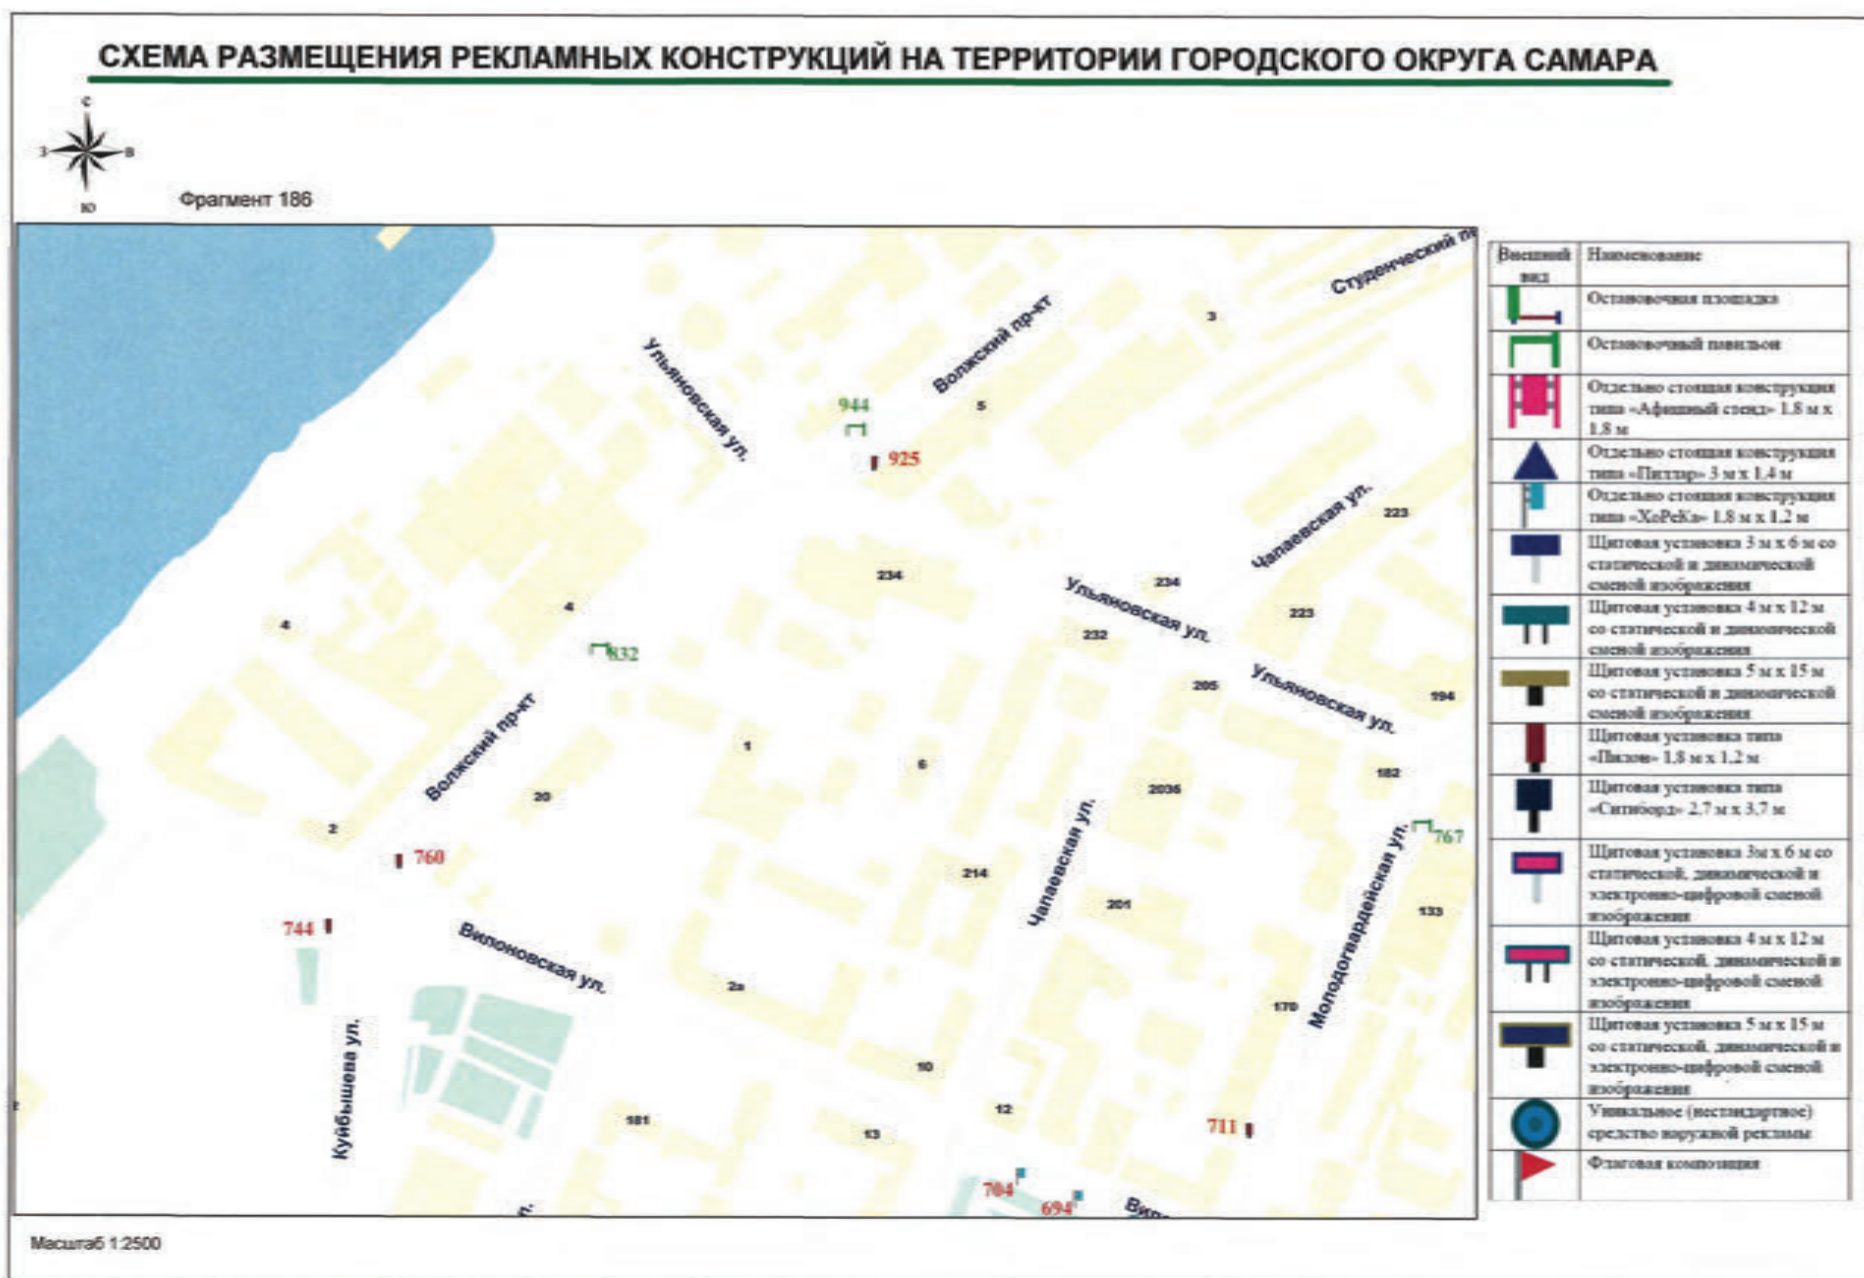 СХЕМА РАЗМЕЩЕНИЯ РЕКЛАМНЫХ КОНСТРУКЦИЙ НА ТЕРРИТОРИИ ГОРОДСКОГО ОКРУГА САМАРА
С
З В
Ю
Фрагмент 186
Студенческий п
3
Волжский пр-кт
Ульяновская ул.
5
944
925
Чапаевская ул.
223
234
Ульяновская ул.
234
223
232
4
4
832
205
Ульяновская ул.
194
Волжский пр-кт
1
6
182
20
2
2036
Чапаевская ул.
Молодогвардейская ул.
767
760
214
201
133
744
Вилоновская ул.
2а
170
Куйбышева ул.
10
2
181
13
12
711
704
694
л.
Вил
Масштаб 1:2500
Внешний вид
Наименование
Остановочная площадка
Остановочный павильон
Отдельно стоящая конструкция
типа «Афишный стенд» 1.8 м х
1.8 м
Отдельно стоящая конструкция
типа «Пиллар» 3 м х 1.4 м
Отдельно стоящая конструкция
типа «ХоРеКа» 1.8 м х 1.2 м
Щитовая установка 3 м х 6 м со
статической и динамической
сменой изображения
Щитовая установка 4 м х 12 м
со статической и динамической
сменой изображения
Щитовая установка 5 м х 15 м
со статической и динамической
сменой изображения
Щитовая установка типа
«Пилон» 1.8 м х 1.2 м
Щитовая установка типа
«Ситиборд» 2.7 м х 3.7 м
Щитовая установка 3м х 6 м со
статической, динамической и
электронно-цифровой сменой
изображения
Щитовая установка 4 м х 12 м
со статической, динамической и
электронно-цифровой сменой
изображения
Щитовая установка 5 м х 15 м
со статической, динамической и
электронно-цифровой сменой
изображения
Уникальное (нестандартное)
средство наружной рекламы
Флаговая композиция